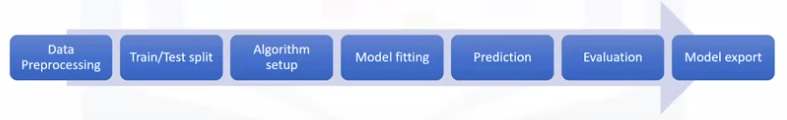 Data
Preprocessing
Train/Test split
Algorithm
setup
Model fitting
Prediction
Evaluation
Model export